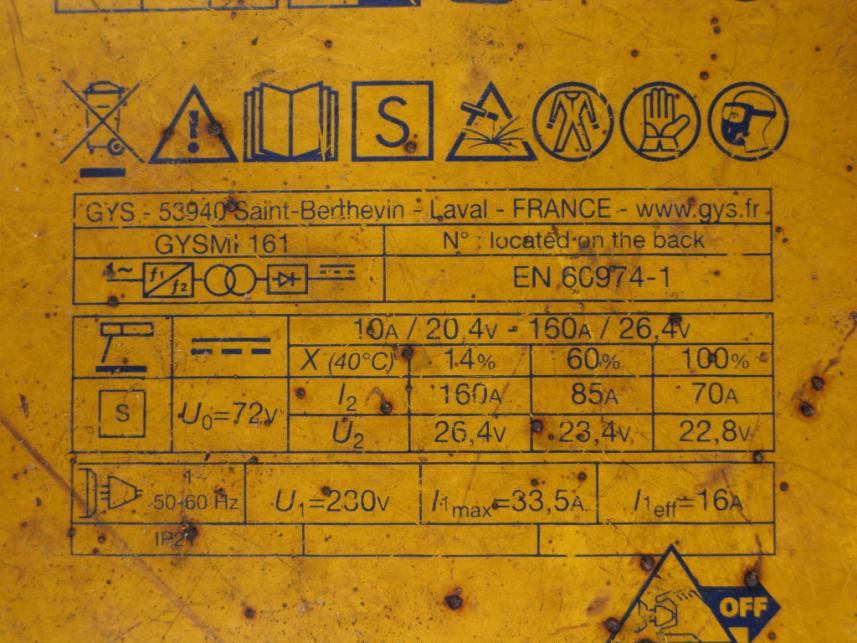 S
GYS - 53940 Saint-Berthevin - Laval - FRANCE - www.gys.fr
GYSMI 161 N° : located on the back
1~ f1 f2 EN 60974-1
10A / 20,4V - 160A / 26,4V
X (40°C) 14% 60% 100%
S U0=72V I2 160A 85A 70A
U2 26,4V 23,4V 22,8V
1~ 50-60 Hz U1=230V I1max=33,5A I1eff=16A
IP21
OFF